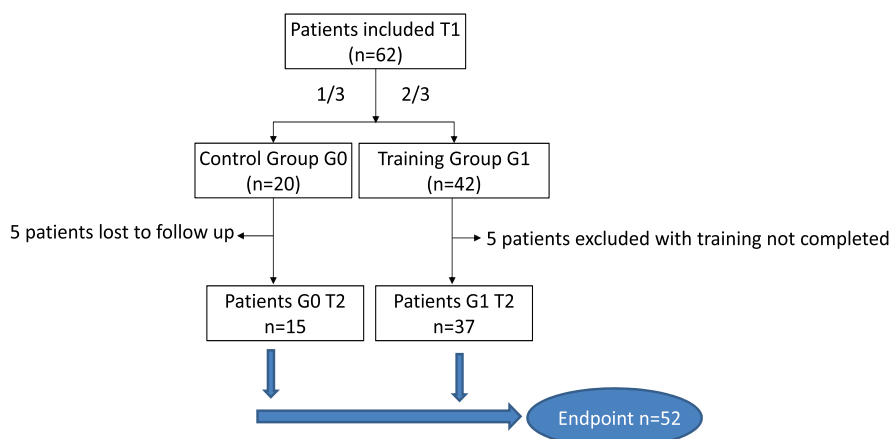 Patients included T1
(n=62)
1/3
2/3
Control Group G0
(n=20)
Training Group G1
(n=42)
5 patients lost to follow up
5 patients excluded with training not completed
Patients G0 T2
n=15
Patients G1 T2
n=37
Endpoint n=52